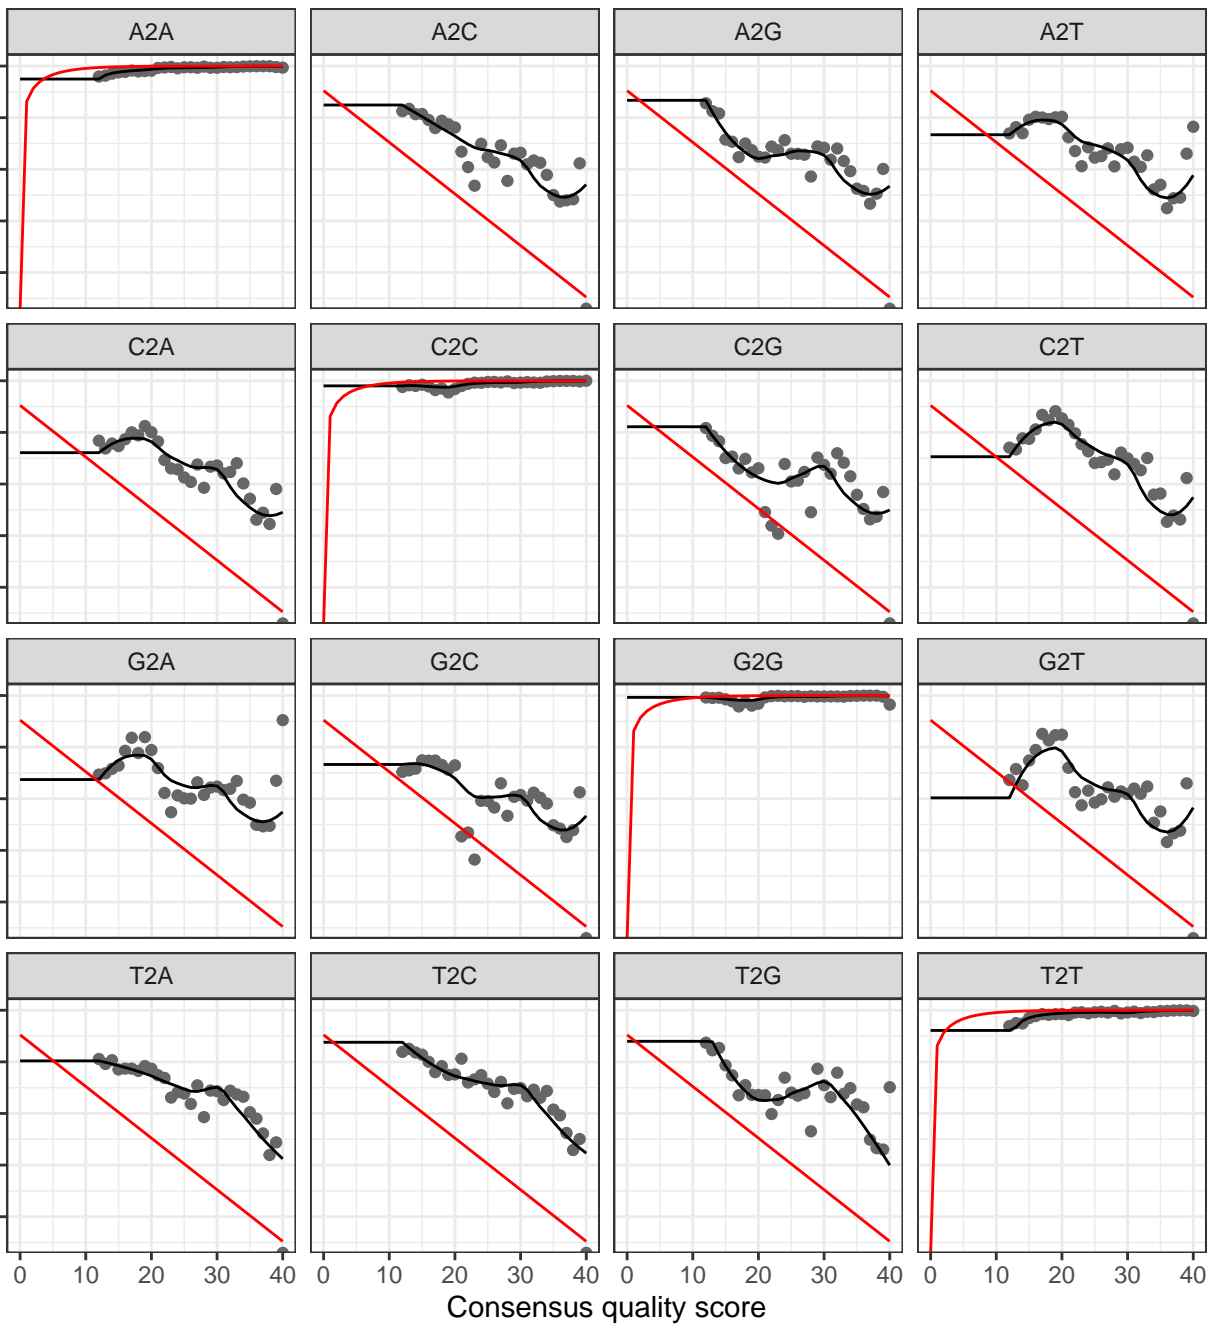 A2A A2C A2G A2T
C2A C2C C2G C2T
G2A G2C G2G G2T
T2A T2C T2G T2T
0 10 20 30 40 0 10 20 30 40 0 10 20 30 40 0 10 20 30 40
Consensus quality score